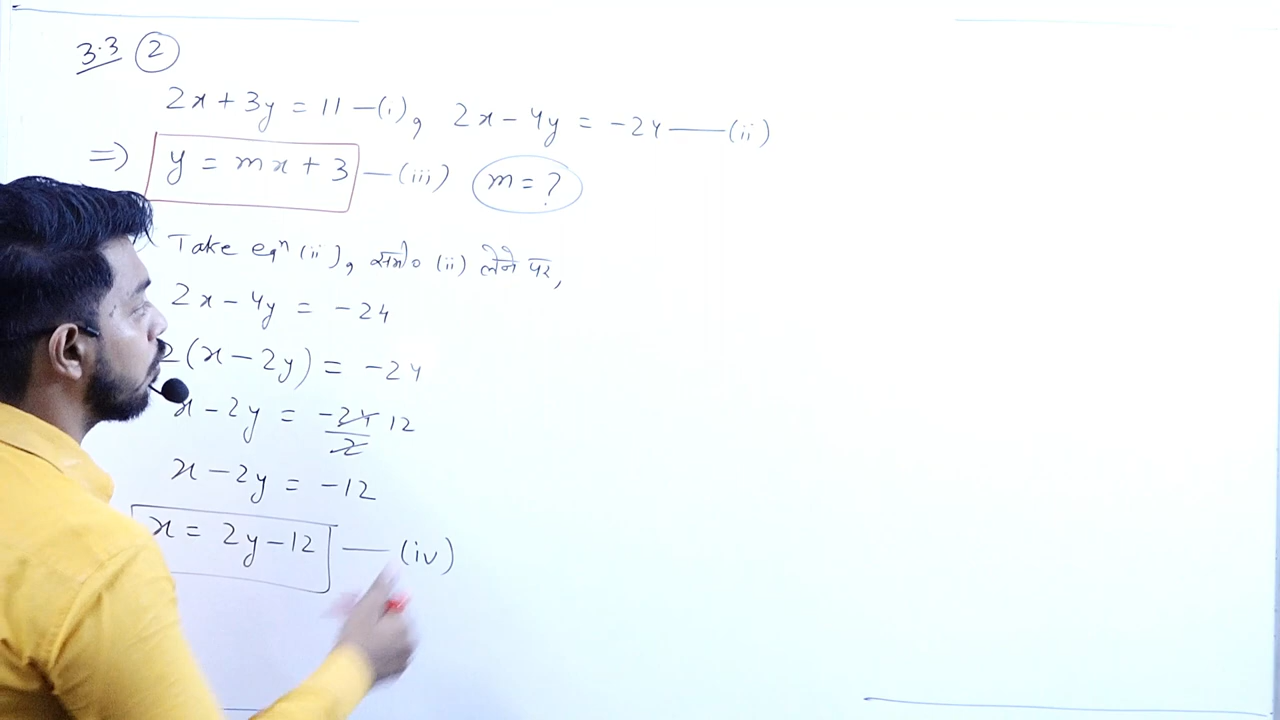 3.3 2
2x + 3y = 11 —(i), 2x - 4y = -24 —(ii)
=> y = mx + 3 —(iii) m = ?
Take eqⁿ (ii), समी० (ii) लेने पर,
2x - 4y = -24
2(x - 2y) = -24
x - 2y = -24/2 12
x - 2y = -12
x = 2y - 12 —(iv)